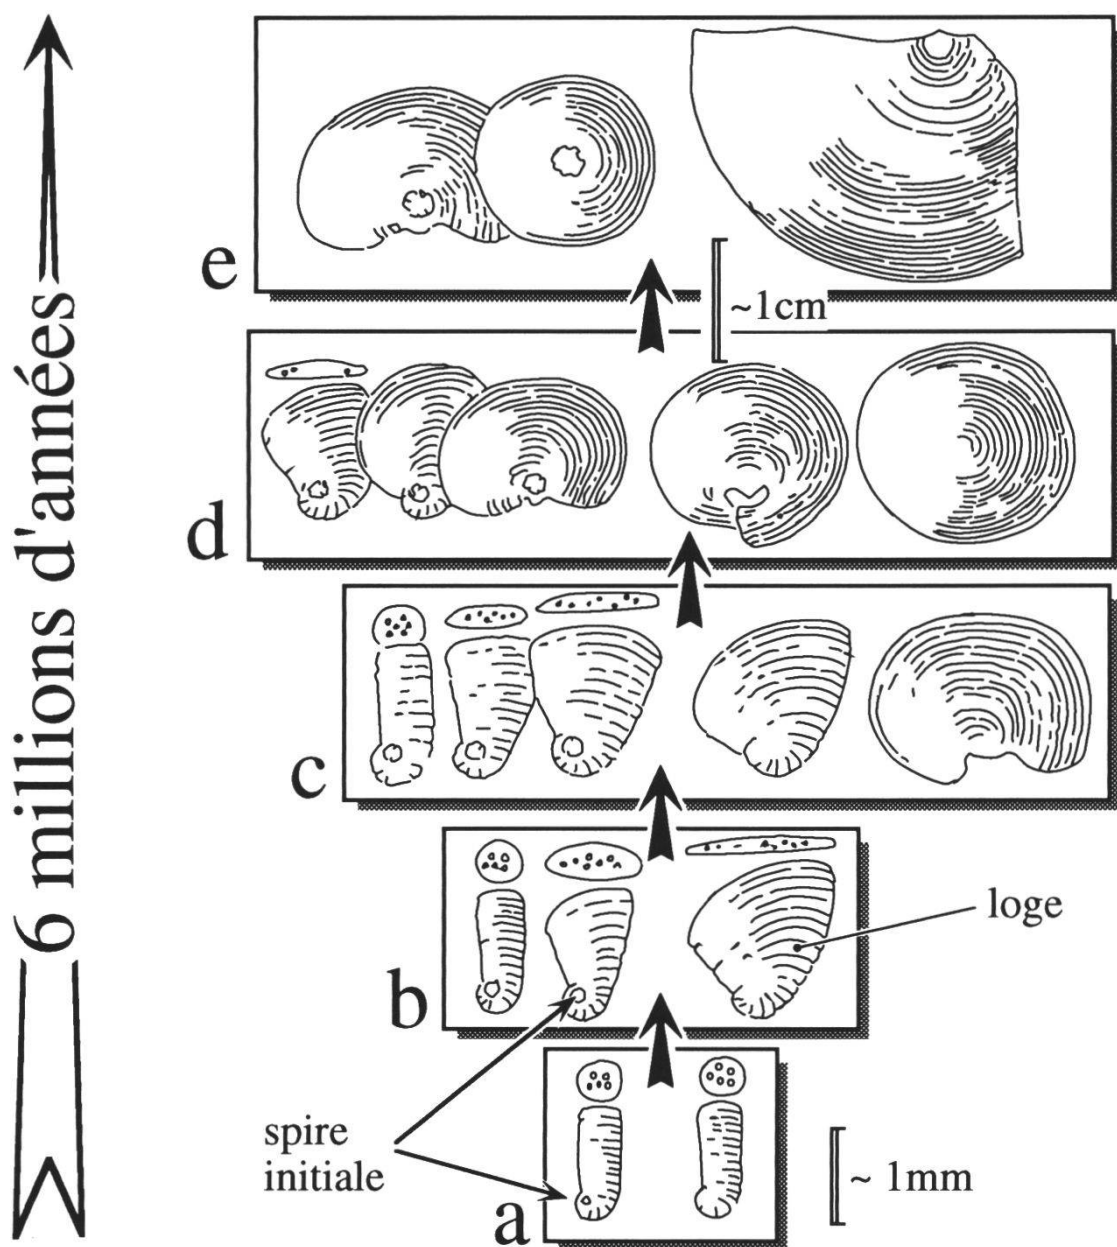 6 millions d'années
e
~1cm
d
c
b
loge
spire
initiale
a
~ 1mm